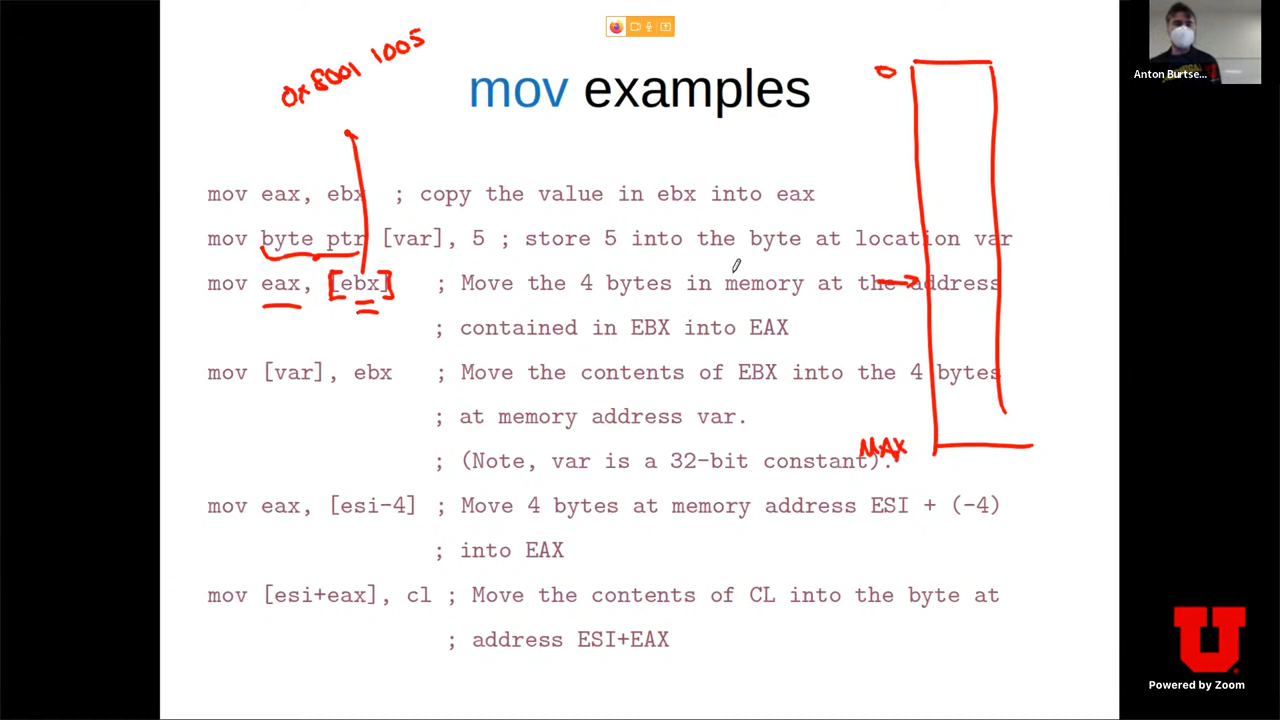 0x8001 1005
Anton Burtse...
0
mov examples
mov eax, ebx ; copy the value in ebx into eax
mov byte ptr [var], 5 ; store 5 into the byte at location var
mov eax, [ebx] ; Move the 4 bytes in memory at the address
; contained in EBX into EAX
mov [var], ebx ; Move the contents of EBX into the 4 bytes
; at memory address var.
MAX
; (Note, var is a 32-bit constant).
mov eax, [esi-4] ; Move 4 bytes at memory address ESI + (-4)
; into EAX
mov [esi+eax], cl ; Move the contents of CL into the byte at
; address ESI+EAX
U
Powered by Zoom